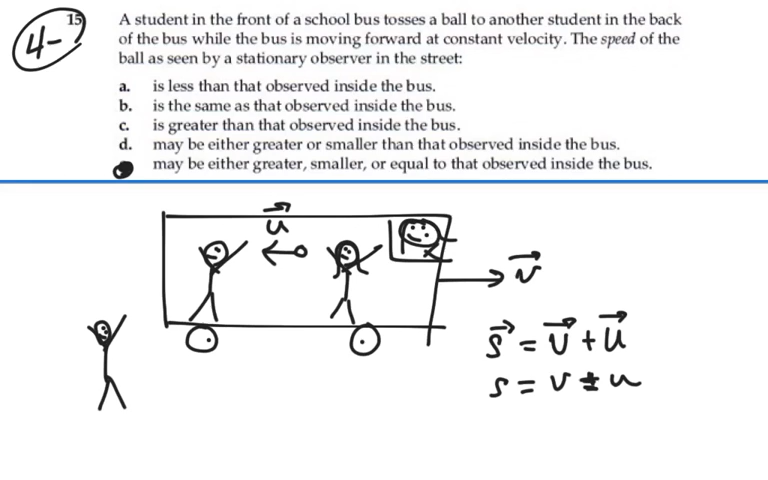 4-
15
A student in the front of a school bus tosses a ball to another student in the back
of the bus while the bus is moving forward at constant velocity. The speed of the
ball as seen by a stationary observer in the street:
a. is less than that observed inside the bus.
b. is the same as that observed inside the bus.
c. is greater than that observed inside the bus.
d. may be either greater or smaller than that observed inside the bus.
may be either greater, smaller, or equal to that observed inside the bus.
u⃗
v⃗
s⃗ = v⃗ + u⃗
s = v ± u